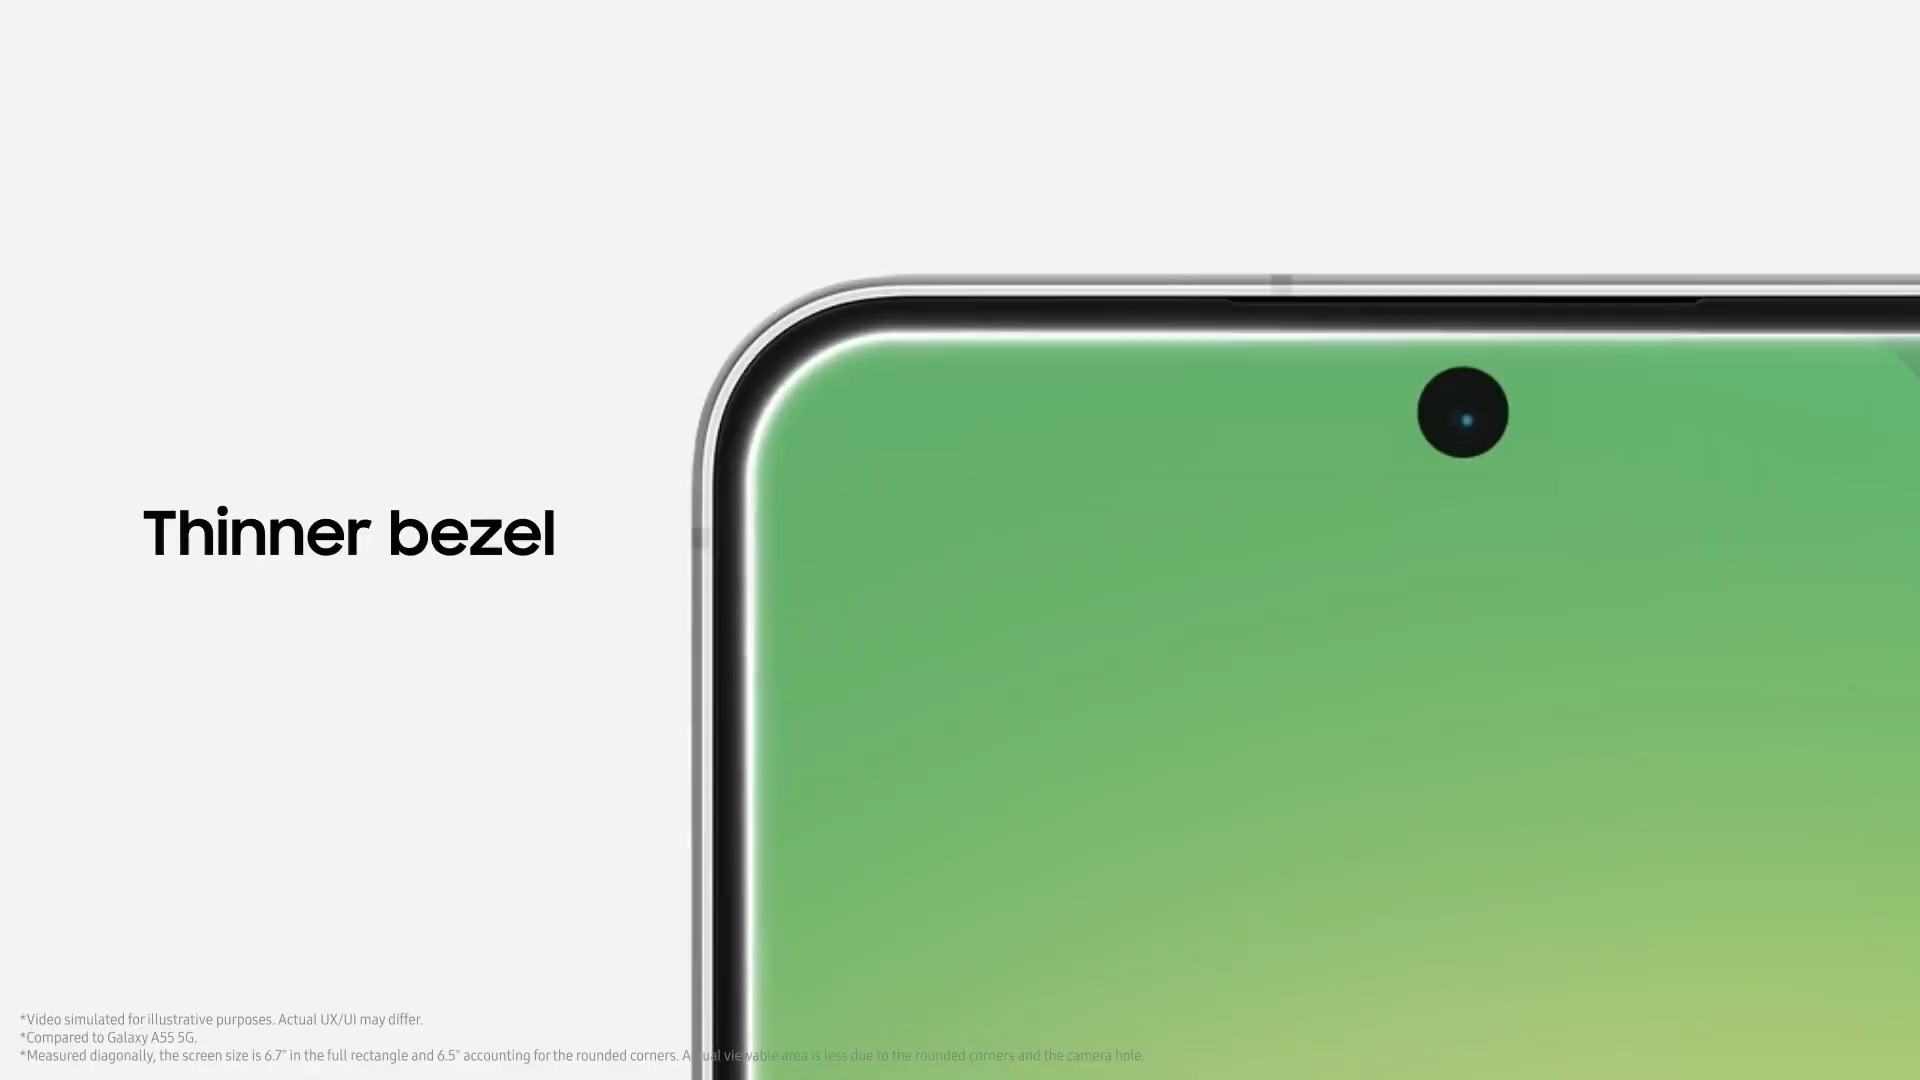 Thinner bezel
*Video simulated for illustrative purposes. Actual UX/UI may differ.
*Compared to Galaxy A55 5G.
*Measured diagonally, the screen size is 6.7" in the full rectangle and 6.5" accounting for the rounded corners. Actual viewable area is less due to the rounded corners and the camera hole.